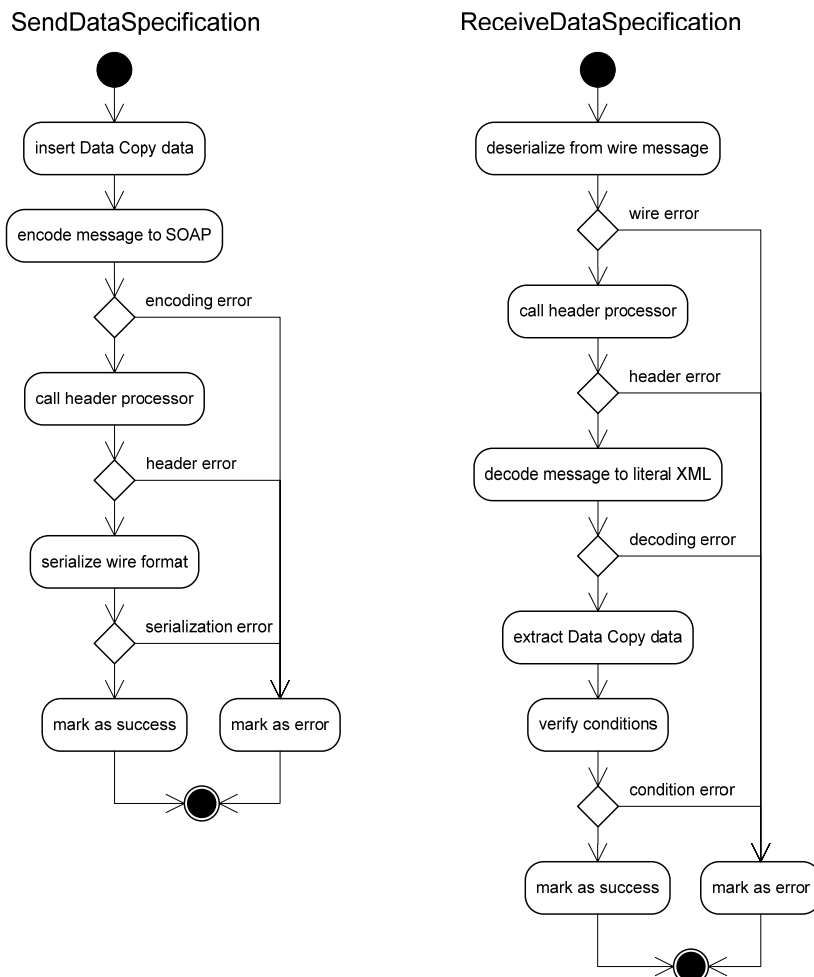 SendDataSpecification
insert Data Copy data
encode message to SOAP
encoding error
call header processor
header error
serialize wire format
serialization error
mark as success
mark as error
ReceiveDataSpecification
deserialize from wire message
wire error
call header processor
header error
decode message to literal XML
decoding error
extract Data Copy data
verify conditions
condition error
mark as success
mark as error